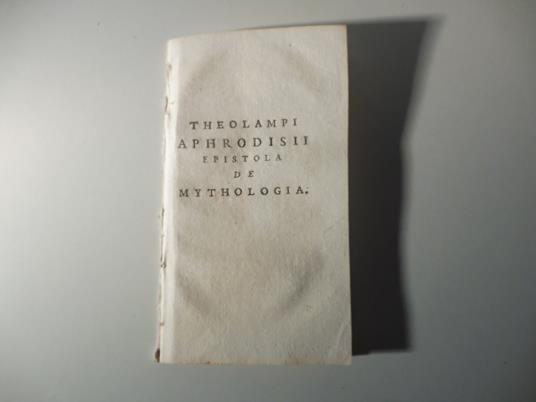 THEOLAMPI
APHRODISII
EPISTOLA
DE
MYTHOLOGIA.